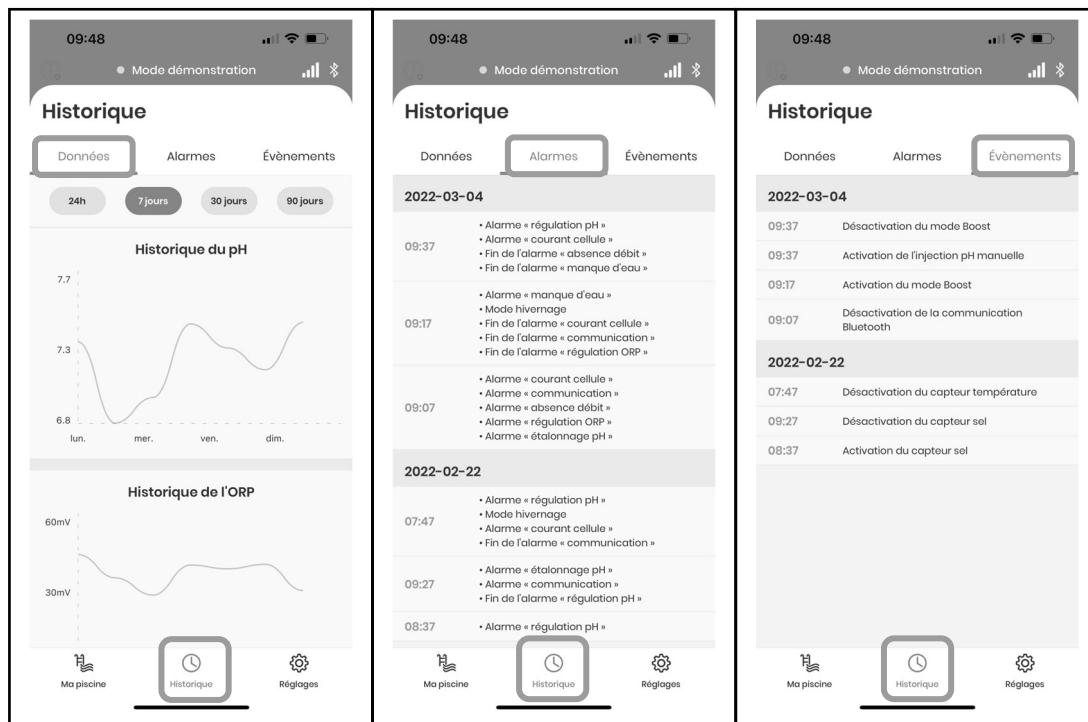 09:48
Mode démonstration
Historique
Données Alarmes Évènements
24h 7 jours 30 jours 90 jours
Historique du pH
7.7
7.3
6.8
lun. mer. ven. dim.
Historique de l'ORP
60mV
30mV
Ma piscine Historique Réglages
09:48
Mode démonstration
Historique
Données Alarmes Évènements
2022-03-04
09:37
• Alarme « régulation pH »
• Alarme « courant cellule »
• Fin de l'alarme « absence débit »
• Fin de l'alarme « manque d'eau »
09:17
• Alarme « manque d'eau »
• Mode hivernage
• Fin de l'alarme « courant cellule »
• Fin de l'alarme « communication »
• Fin de l'alarme « régulation ORP »
09:07
• Alarme « courant cellule »
• Alarme « communication »
• Alarme « absence débit »
• Alarme « régulation ORP »
• Alarme « étalonnage pH »
2022-02-22
07:47
• Alarme « régulation pH »
• Mode hivernage
• Alarme « courant cellule »
• Fin de l'alarme « communication »
09:27
• Alarme « étalonnage pH »
• Alarme « communication »
• Fin de l'alarme « régulation pH »
08:37 • Alarme « régulation pH »
Ma piscine Historique Réglages
09:48
Mode démonstration
Historique
Données Alarmes Évènements
2022-03-04
09:37 Désactivation du mode Boost
09:37 Activation de l'injection pH manuelle
09:17 Activation du mode Boost
09:07 Désactivation de la communication
Bluetooth
2022-02-22
07:47 Désactivation du capteur température
09:27 Désactivation du capteur sel
08:37 Activation du capteur sel
Ma piscine Historique Réglages